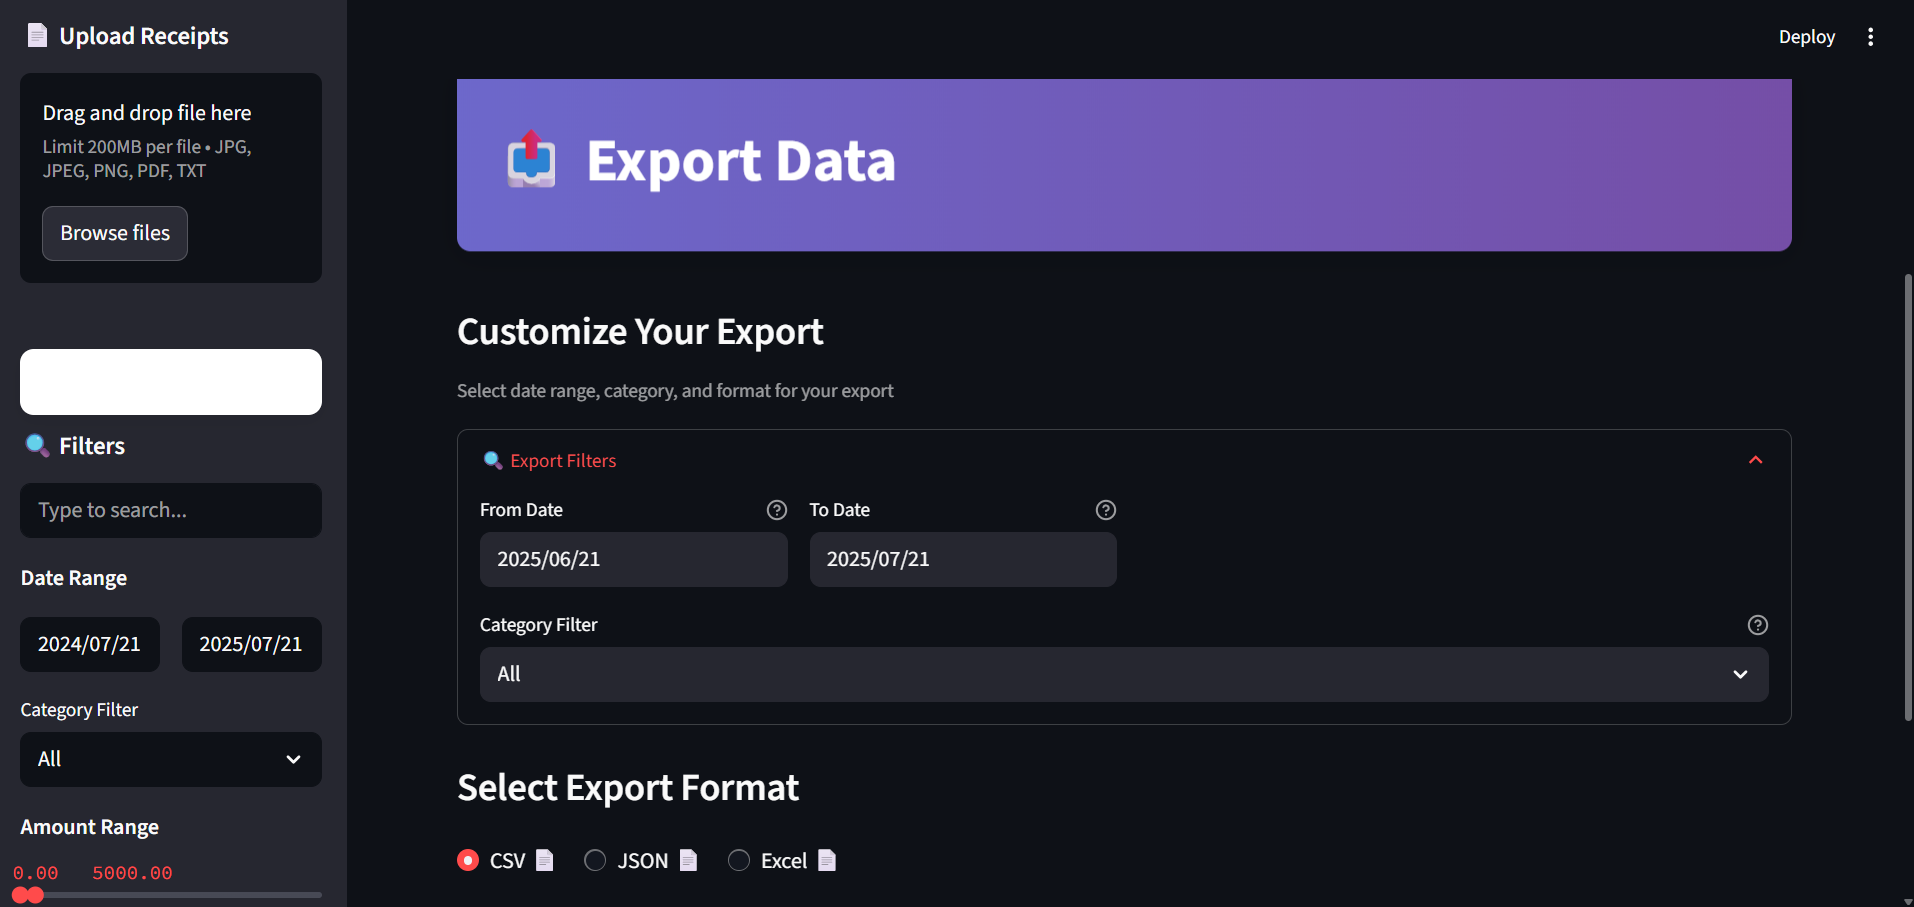 Upload Receipts
Drag and drop file here
Limit 200MB per file • JPG,
JPEG, PNG, PDF, TXT
Browse files
Filters
Type to search...
Date Range
2024/07/21
2025/07/21
Category Filter
All
Amount Range
0.00
5000.00
Deploy
Export Data
Customize Your Export
Select date range, category, and format for your export
Export Filters
From Date
To Date
2025/06/21
2025/07/21
Category Filter
All
Select Export Format
CSV
JSON
Excel